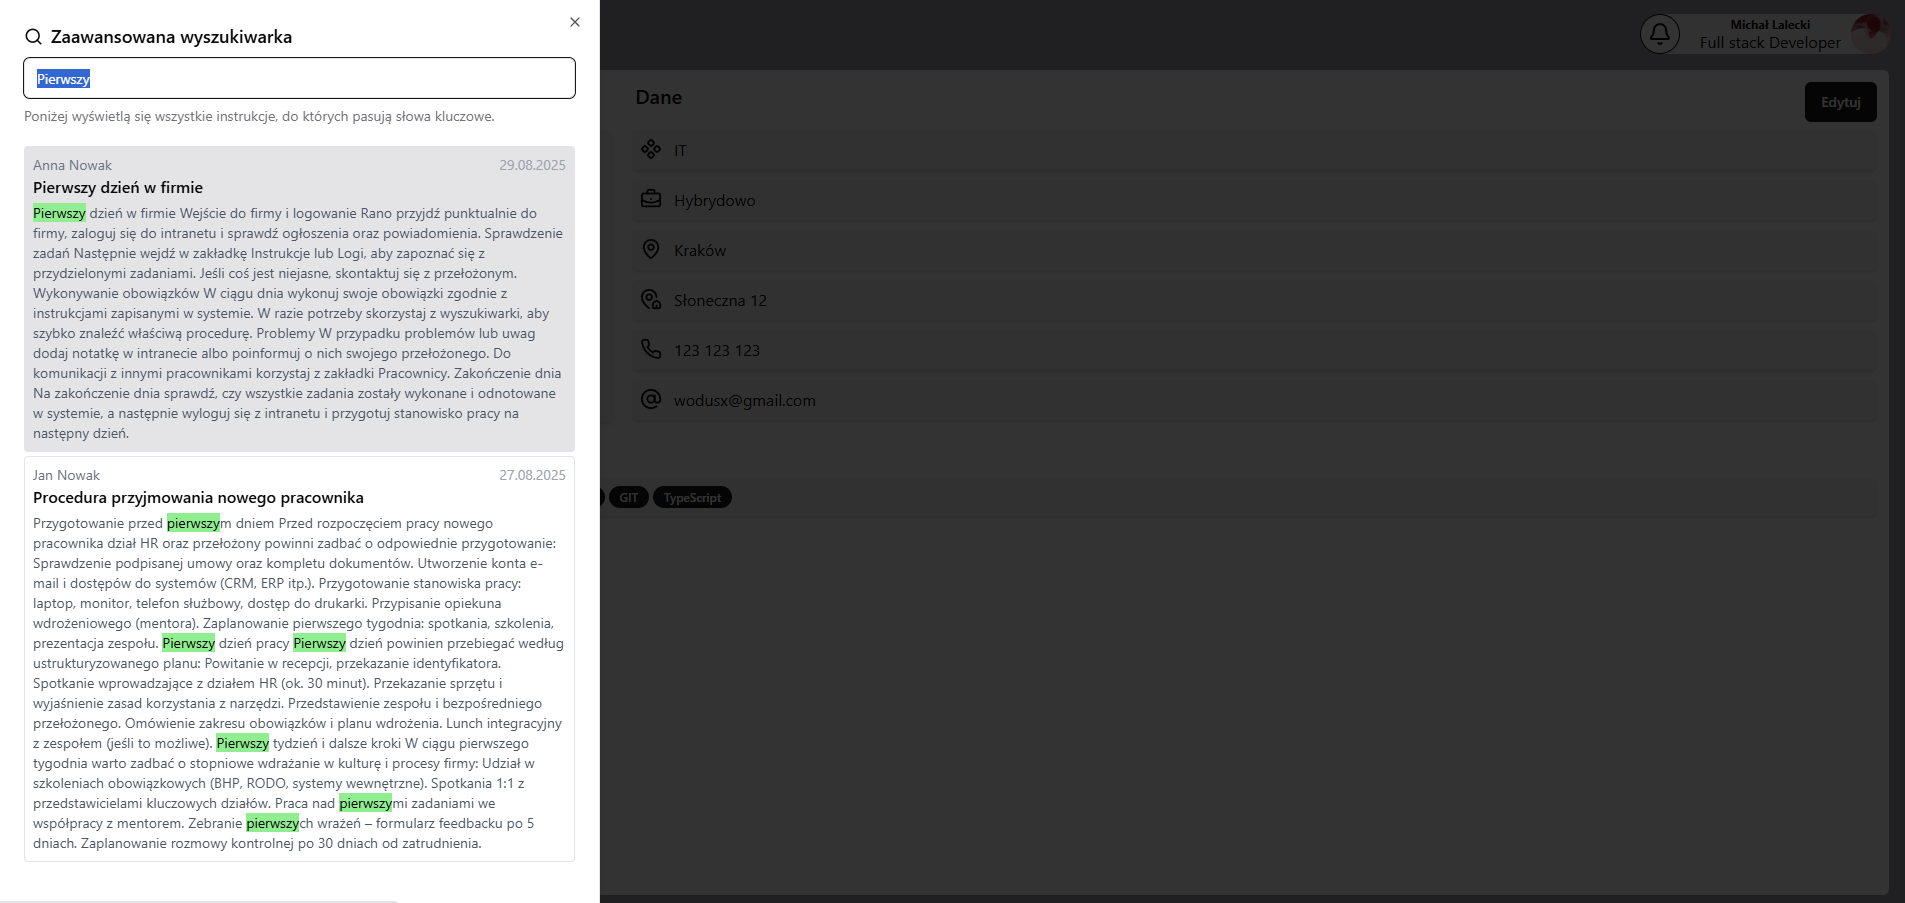 Zaawansowana wyszukiwarka
Pierwszy
Poniżej wyświetlą się wszystkie instrukcje, do których pasują słowa kluczowe.
Anna Nowak 29.08.2025
Pierwszy dzień w firmie
Pierwszy dzień w firmie Wejście do firmy i logowanie Rano przyjdź punktualnie do
firmy, zaloguj się do intranetu i sprawdź ogłoszenia oraz powiadomienia. Sprawdzenie
zadań Następnie wejdź w zakładkę Instrukcje lub Logi, aby zapoznać się z
przydzielonymi zadaniami. Jeśli coś jest niejasne, skontaktuj się z przełożonym.
Wykonywanie obowiązków W ciągu dnia wykonuj swoje obowiązki zgodnie z
instrukcjami zapisanymi w systemie. W razie potrzeby skorzystaj z wyszukiwarki, aby
szybko znaleźć właściwą procedurę. Problemy W przypadku problemów lub uwag
dodaj notatkę w intranecie albo poinformuj o nich swojego przełożonego. Do
komunikacji z innymi pracownikami korzystaj z zakładki Pracownicy. Zakończenie dnia
Na zakończenie dnia sprawdź, czy wszystkie zadania zostały wykonane i odnotowane
w systemie, a następnie wyloguj się z intranetu i przygotuj stanowisko pracy na
następny dzień.
Jan Nowak 27.08.2025
Procedura przyjmowania nowego pracownika
Przygotowanie przed pierwszym dniem Przed rozpoczęciem pracy nowego
pracownika dział HR oraz przełożony powinni zadbać o odpowiednie przygotowanie:
Sprawdzenie podpisanej umowy oraz kompletu dokumentów. Utworzenie konta e-
mail i dostępów do systemów (CRM, ERP itp.). Przygotowanie stanowiska pracy:
laptop, monitor, telefon służbowy, dostęp do drukarki. Przypisanie opiekuna
wdrożeniowego (mentora). Zaplanowanie pierwszego tygodnia: spotkania, szkolenia,
prezentacja zespołu. Pierwszy dzień pracy Pierwszy dzień powinien przebiegać według
ustrukturyzowanego planu: Powitanie w recepcji, przekazanie identyfikatora.
Spotkanie wprowadzające z działem HR (ok. 30 minut). Przekazanie sprzętu i
wyjaśnienie zasad korzystania z narzędzi. Przedstawienie zespołu i bezpośredniego
przełożonego. Omówienie zakresu obowiązków i planu wdrożenia. Lunch integracyjny
z zespołem (jeśli to możliwe). Pierwszy tydzień i dalsze kroki W ciągu pierwszego
tygodnia warto zadbać o stopniowe wdrażanie w kulturę i procesy firmy: Udział w
szkoleniach obowiązkowych (BHP, RODO, systemy wewnętrzne). Spotkania 1:1 z
przedstawicielami kluczowych działów. Praca nad pierwszymi zadaniami we
współpracy z mentorem. Zebranie pierwszych wrażeń – formularz feedbacku po 5
dniach. Zaplanowanie rozmowy kontrolnej po 30 dniach od zatrudnienia.
Michał Lalecki
Full stack Developer
Dane
Edytuj
IT
Hybrydowo
Kraków
Słoneczna 12
123 123 123
wodusx@gmail.com
GIT TypeScript